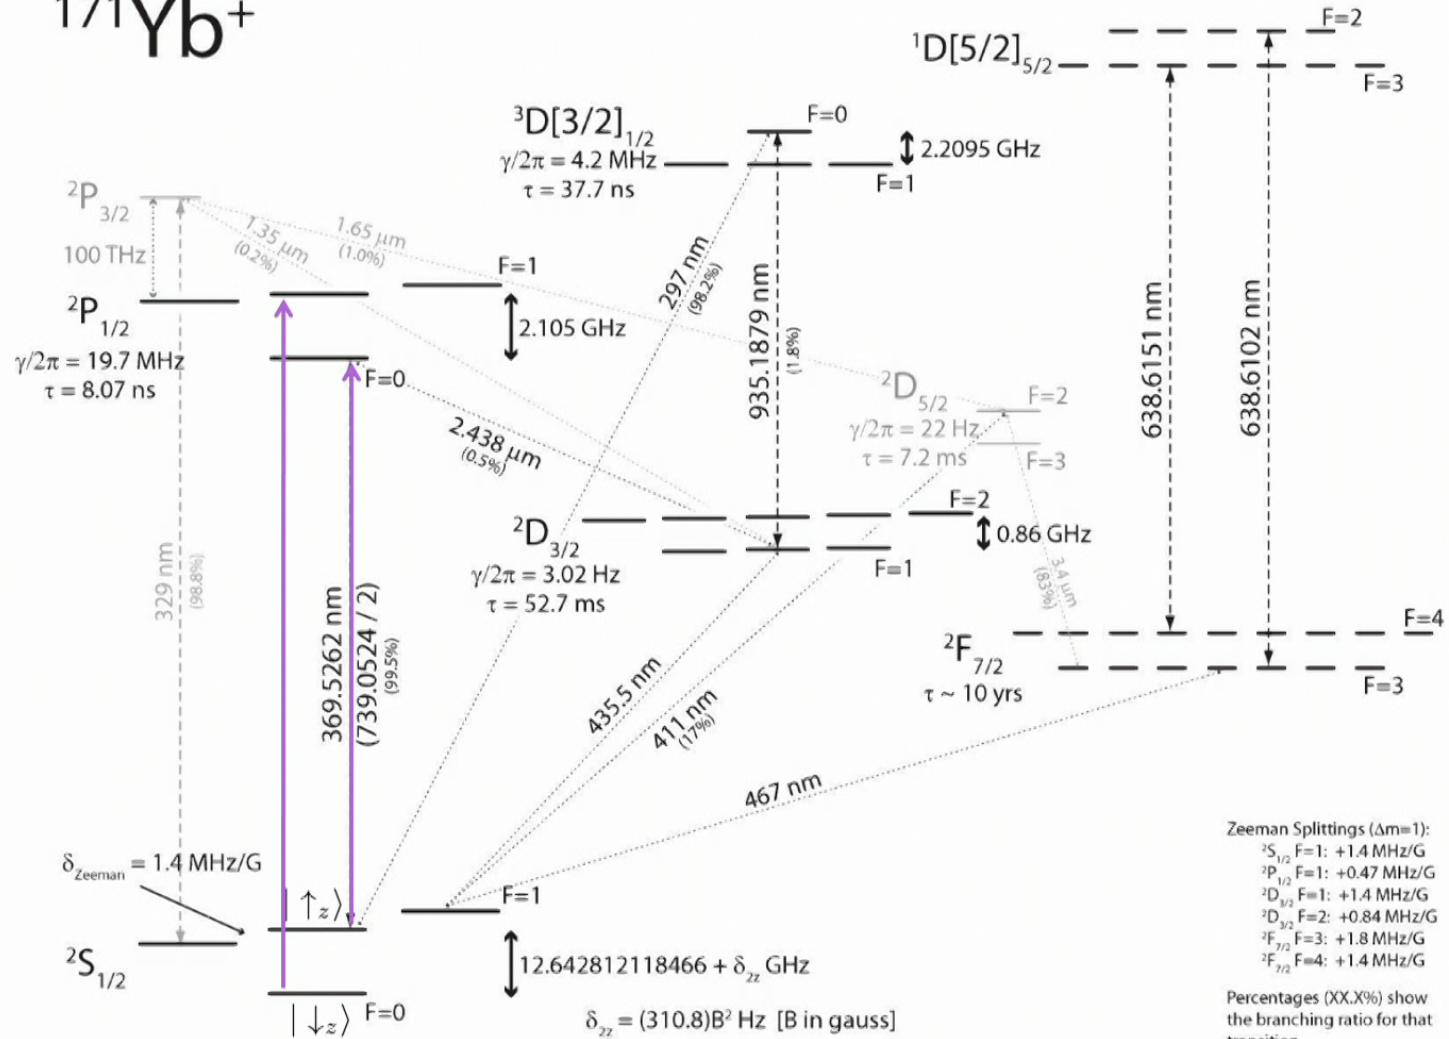 171Yb+
1D[5/2]5/2
F=2
F=3
3D[3/2]1/2
γ/2π = 4.2 MHz
τ = 37.7 ns
F=0
F=1
2.2095 GHz
2P3/2
100 THz
1.35 μm
(0.2%)
1.65 μm
(1.0%)
2P1/2
γ/2π = 19.7 MHz
τ = 8.07 ns
F=1
2.105 GHz
F=0
297 nm
(98.2%)
935.1879 nm
(1.8%)
638.6151 nm
638.6102 nm
2D5/2
γ/2π = 22 Hz
τ = 7.2 ms
F=2
F=3
2.438 μm
(0.5%)
2D3/2
γ/2π = 3.02 Hz
τ = 52.7 ms
F=2
0.86 GHz
F=1
329 nm
(98.8%)
369.5262 nm
(739.0524 / 2)
(99.5%)
3.4 μm
(83%)
2F7/2
τ ~ 10 yrs
F=4
F=3
435.5 nm
411 nm
(17%)
467 nm
δZeeman = 1.4 MHz/G
|↑z⟩
F=1
2S1/2
12.642812118466 + δ2z GHz
|↓z⟩
F=0
δ2z = (310.8)B² Hz [B in gauss]
Zeeman Splittings (Δm=1):
2S1/2 F=1: +1.4 MHz/G
2P1/2 F=1: +0.47 MHz/G
2D3/2 F=1: +1.4 MHz/G
2D3/2 F=2: +0.84 MHz/G
2F7/2 F=3: +1.8 MHz/G
2F7/2 F=4: +1.4 MHz/G
Percentages (XX.X%) show
the branching ratio for that